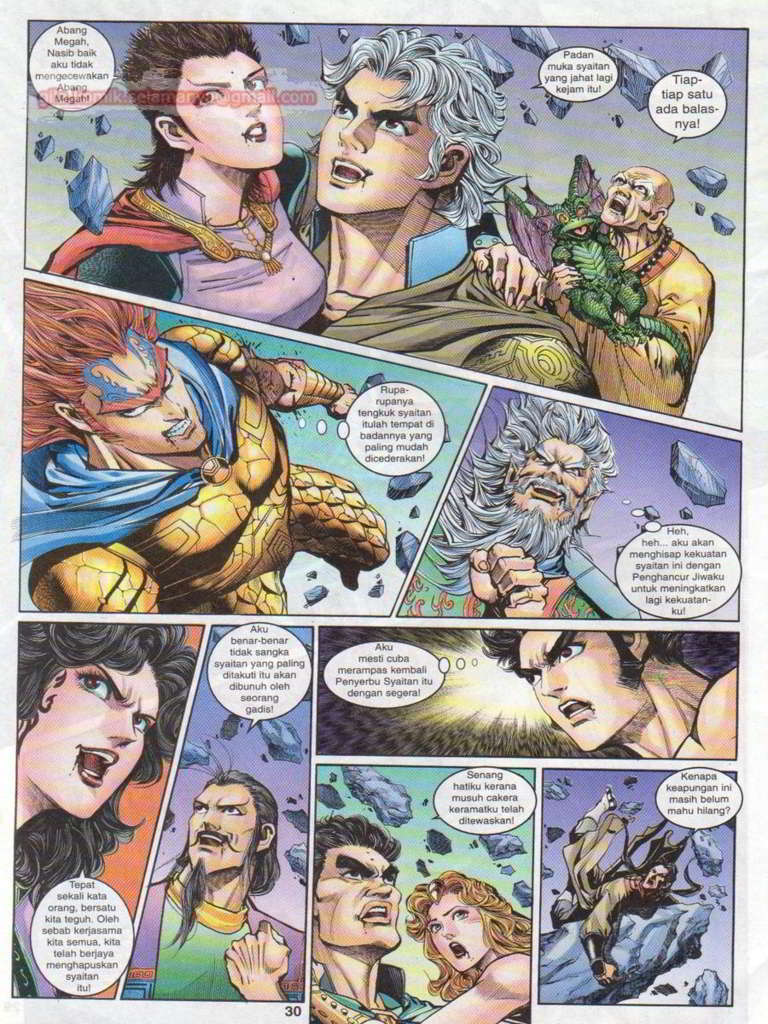 Abang
Megah,
Nasib baik
aku tidak
mengecewakan
Abang
Megah!
Padan
muka syaitan
yang jahat lagi
kejam itu!
Tiap-
tiap satu
ada balas-
nya!
Rupa-
rupanya
tengkuk syaitan
itulah tempat di
badannya yang
paling mudah
dicederakan!
Heh,
heh... aku akan
menghisap kekuatan
syaitan ini dengan
Penghancur Jiwaku
untuk meningkatkan
lagi kekuatan-
ku!
Tepat
sekali kata
orang, bersatu
kita teguh. Oleh
sebab kerjasama
kita semua, kita
telah berjaya
menghapuskan
syaitan
itu!
Aku
benar-benar
tidak sangka
syaitan yang paling
ditakuti itu oleh
dibunuh oleh
seorang
gadis!
Aku
mesti cuba
merampas kembali
Penyerbu Syaitan itu
dengan segera!
Senang
hatiku kerana
musuh cakera
keramatku telah
ditewaskan!
Kenapa
keapungan ini
masih belum
mahu hilang?
30